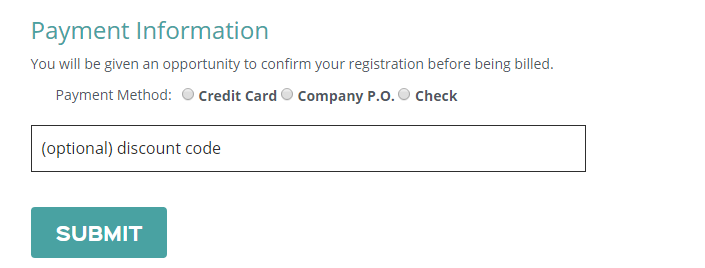 Payment Information
You will be given an opportunity to confirm your registration before being billed.
Payment Method: Credit Card Company P.O. Check
(optional) discount code
SUBMIT